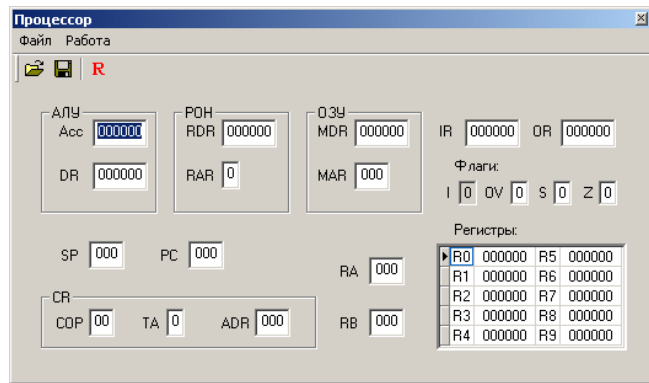 Процессор
Файл Работа
R
АЛУ РОН ОЗУ
Acc 000000 RDR 000000 MDR 000000 IR 000000 OR 000000
Флаги:
DR 000000 RAR 0 MAR 000
I 0 OV 0 S 0 Z 0
Регистры:
SP 000 PC 000 RA 000
R0 000000 R5 000000
R1 000000 R6 000000
CR
R2 000000 R7 000000
COP 00 TA 0 ADR 000 RB 000
R3 000000 R8 000000
R4 000000 R9 000000